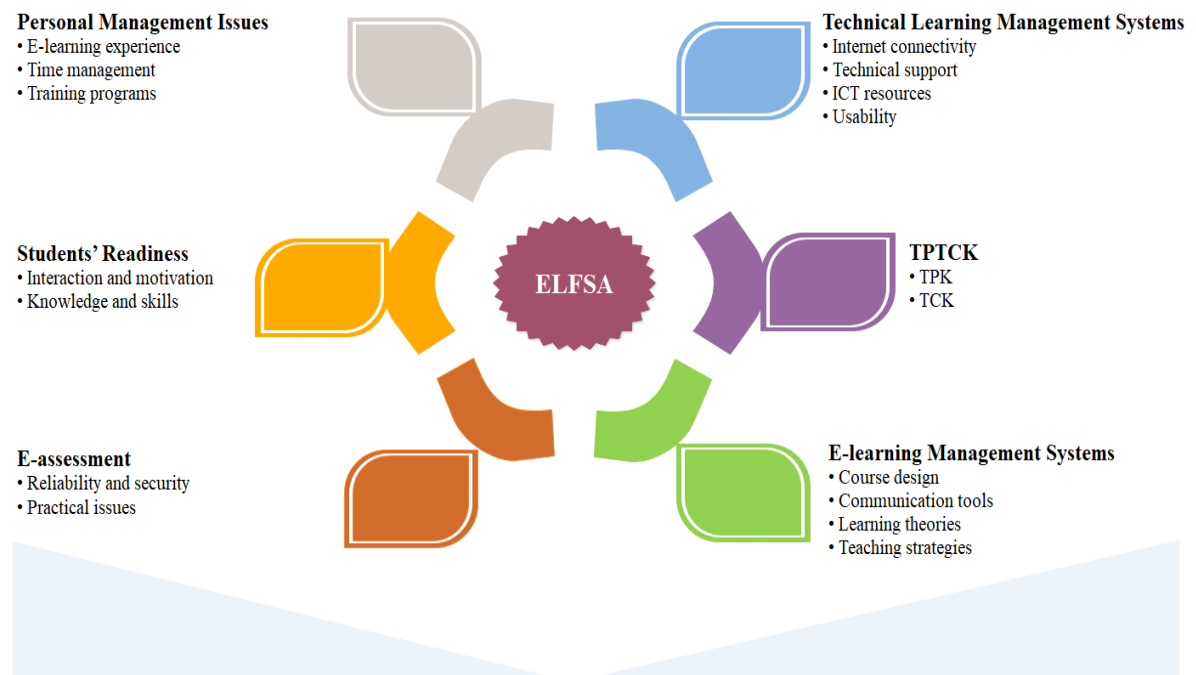 Personal Management Issues
• E-learning experience
• Time management
• Training programs
Technical Learning Management Systems
• Internet connectivity
• Technical support
• ICT resources
• Usability
Students’ Readiness
• Interaction and motivation
• Knowledge and skills
ELFSA
TPTCK
• TPK
• TCK
E-assessment
• Reliability and security
• Practical issues
E-learning Management Systems
• Course design
• Communication tools
• Learning theories
• Teaching strategies